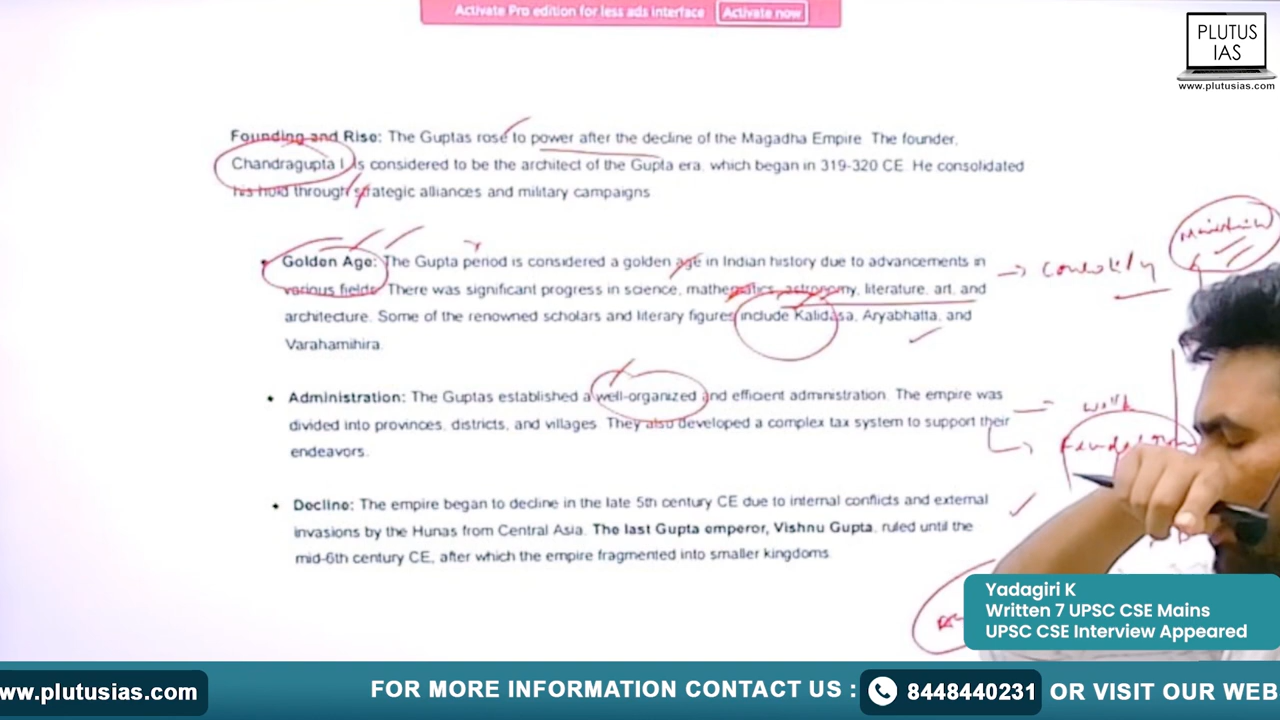 Activate Pro edition for less ads interface Activate now
PLUTUS
IAS
www.plutusias.com
Founding and Rise: The Guptas rose to power after the decline of the Magadha Empire. The founder,
Chandragupta I, is considered to be the architect of the Gupta era, which began in 319-320 CE. He consolidated
his hold through strategic alliances and military campaigns
• Golden Age: The Gupta period is considered a golden age in Indian history due to advancements in
various fields. There was significant progress in science, mathematics, astronomy, literature, art, and
architecture. Some of the renowned scholars and literary figures include Kalidasa, Aryabhatta, and
Varahamihira.
• Administration: The Guptas established a well-organized and efficient administration. The empire was
divided into provinces, districts, and villages. They also developed a complex tax system to support their
endeavors.
• Decline: The empire began to decline in the late 5th century CE due to internal conflicts and external
invasions by the Hunas from Central Asia. The last Gupta emperor, Vishnu Gupta, ruled until the
mid-6th century CE, after which the empire fragmented into smaller kingdoms
Yadagiri K
Written 7 UPSC CSE Mains
UPSC CSE Interview Appeared
www.plutusias.com
FOR MORE INFORMATION CONTACT US : 8448440231 OR VISIT OUR WEB